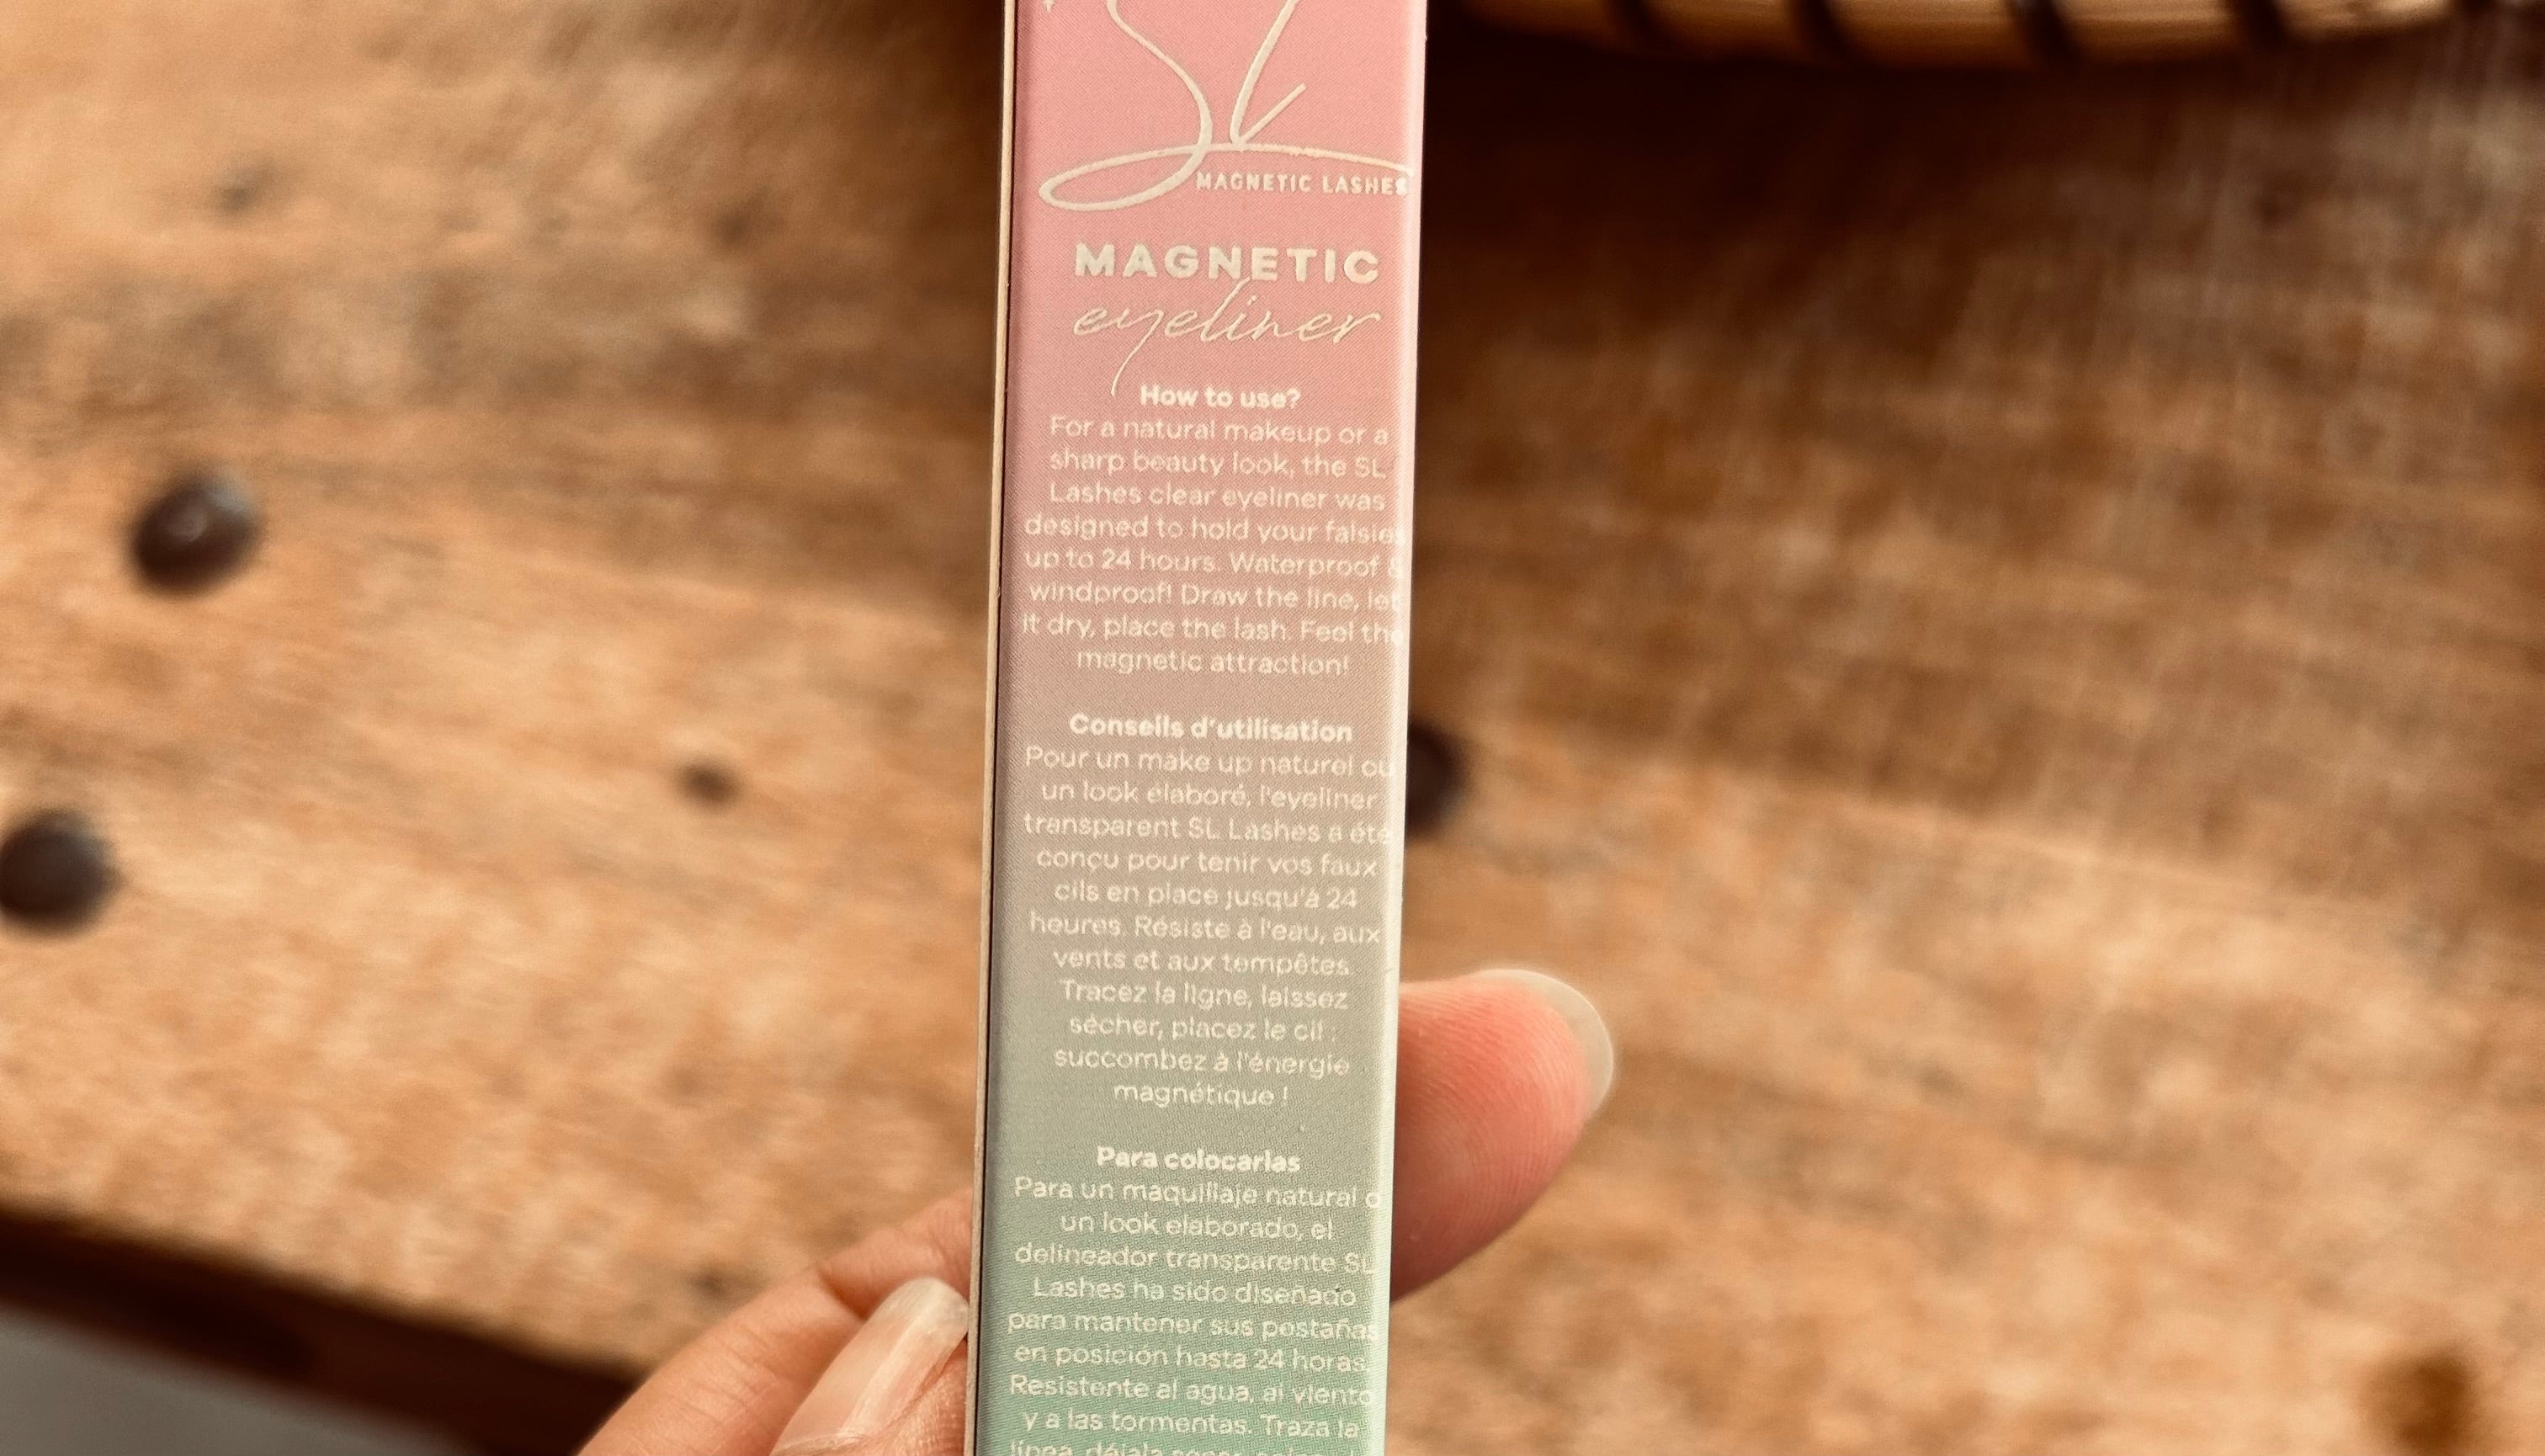 SL
MAGNETIC LASHES
MAGNETIC
eyeliner
How to use?
For a natural makeup or a
sharp beauty look, the SL
Lashes clear eyeliner was
designed to hold your falsies
up to 24 hours. Waterproof &
windproof! Draw the line, let
it dry, place the lash. Feel the
magnetic attraction!
Conseils d'utilisation
Pour un make up naturel ou
un look élaboré, l'eyeliner
transparent SL Lashes a été
conçu pour tenir vos faux
cils en place jusqu'à 24
heures. Résiste à l'eau, aux
vents et aux tempêtes.
Tracez la ligne, laissez
sécher, placez le cil :
succombez à l'énergie
magnétique !
Para colocarlas
Para un maquillaje natural o
un look elaborado, el
delineador transparente SL
Lashes ha sido diseñado
para mantener sus pestañas
en posición hasta 24 horas.
Resistente al agua, al viento
y a las tormentas. Traza la
línea, déjala